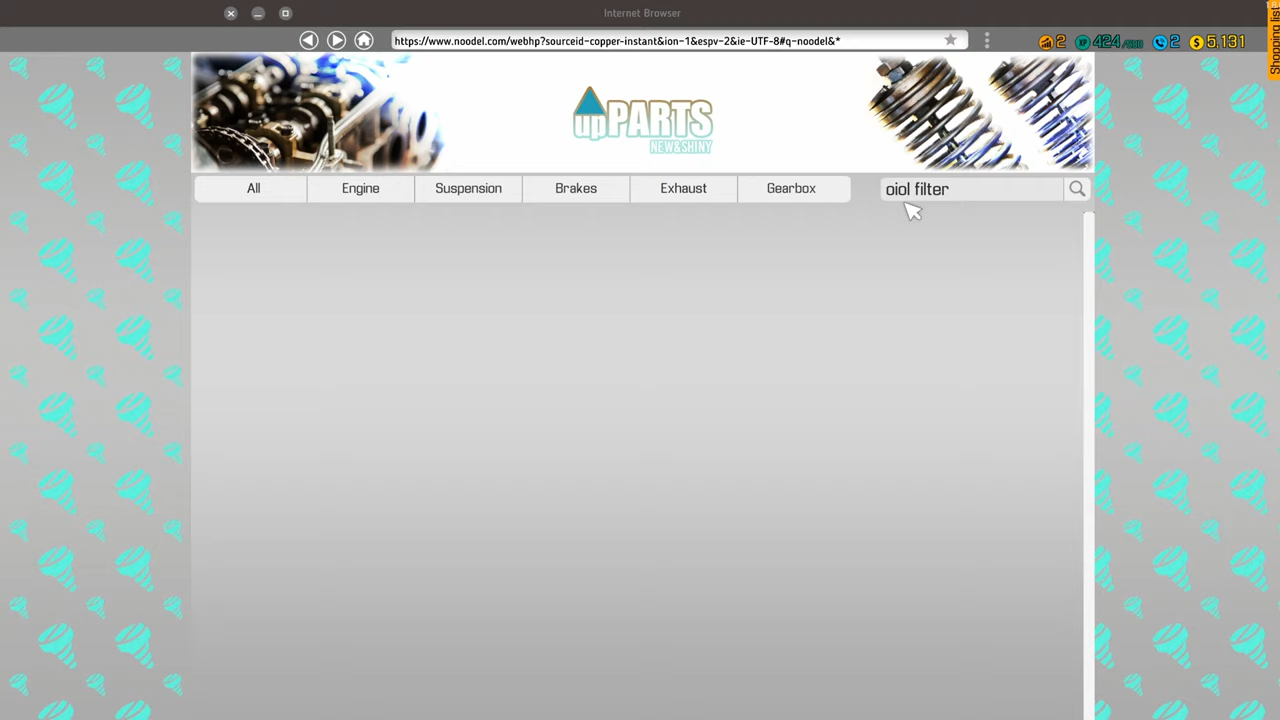 Internet Browser
https://www.noodel.com/webhp?sourceid-copper-instant&ion-1&espv-2&ie-UTF-8#q-noodel&*
2 XP 424/ 2 $ 5,131
Shopping list
upPARTS
NEW&SHINY
All Engine Suspension Brakes Exhaust Gearbox oiol filter